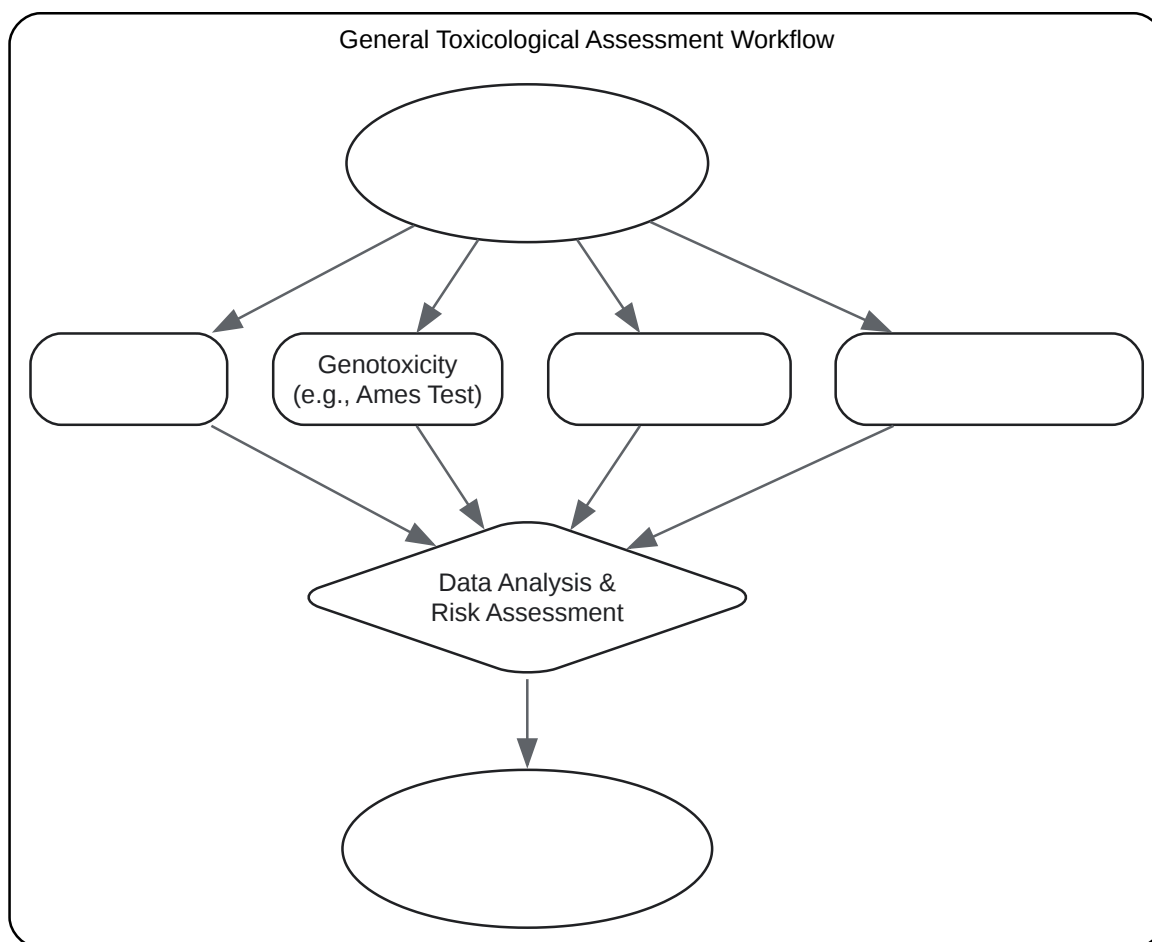 General Toxicological Assessment Workflow
Genotoxicity
(e.g., Ames Test)
Data Analysis &
Risk Assessment